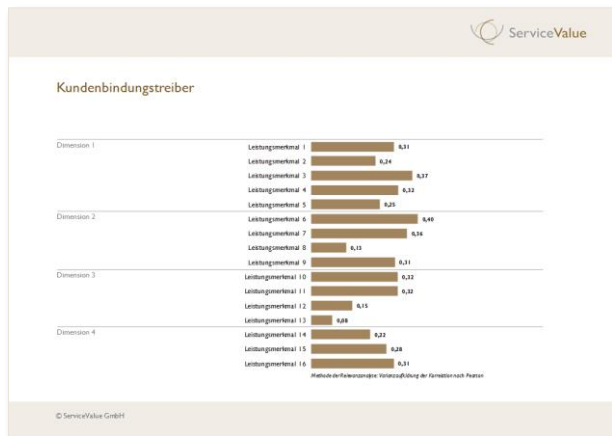 ServiceValue
Kundenbindungstreiber
Dimension 1
Leistungsmerkmal 1 0,31
Leistungsmerkmal 2 0,24
Leistungsmerkmal 3 0,37
Leistungsmerkmal 4 0,32
Leistungsmerkmal 5 0,25
Dimension 2
Leistungsmerkmal 6 0,40
Leistungsmerkmal 7 0,36
Leistungsmerkmal 8 0,13
Leistungsmerkmal 9 0,31
Dimension 3
Leistungsmerkmal 10 0,32
Leistungsmerkmal 11 0,32
Leistungsmerkmal 12 0,15
Leistungsmerkmal 13 0,08
Dimension 4
Leistungsmerkmal 14 0,22
Leistungsmerkmal 15 0,28
Leistungsmerkmal 16 0,31
Methode der Relevanzanalyse: Varianzaufklärung der Korrelation nach Pearson
© ServiceValue GmbH